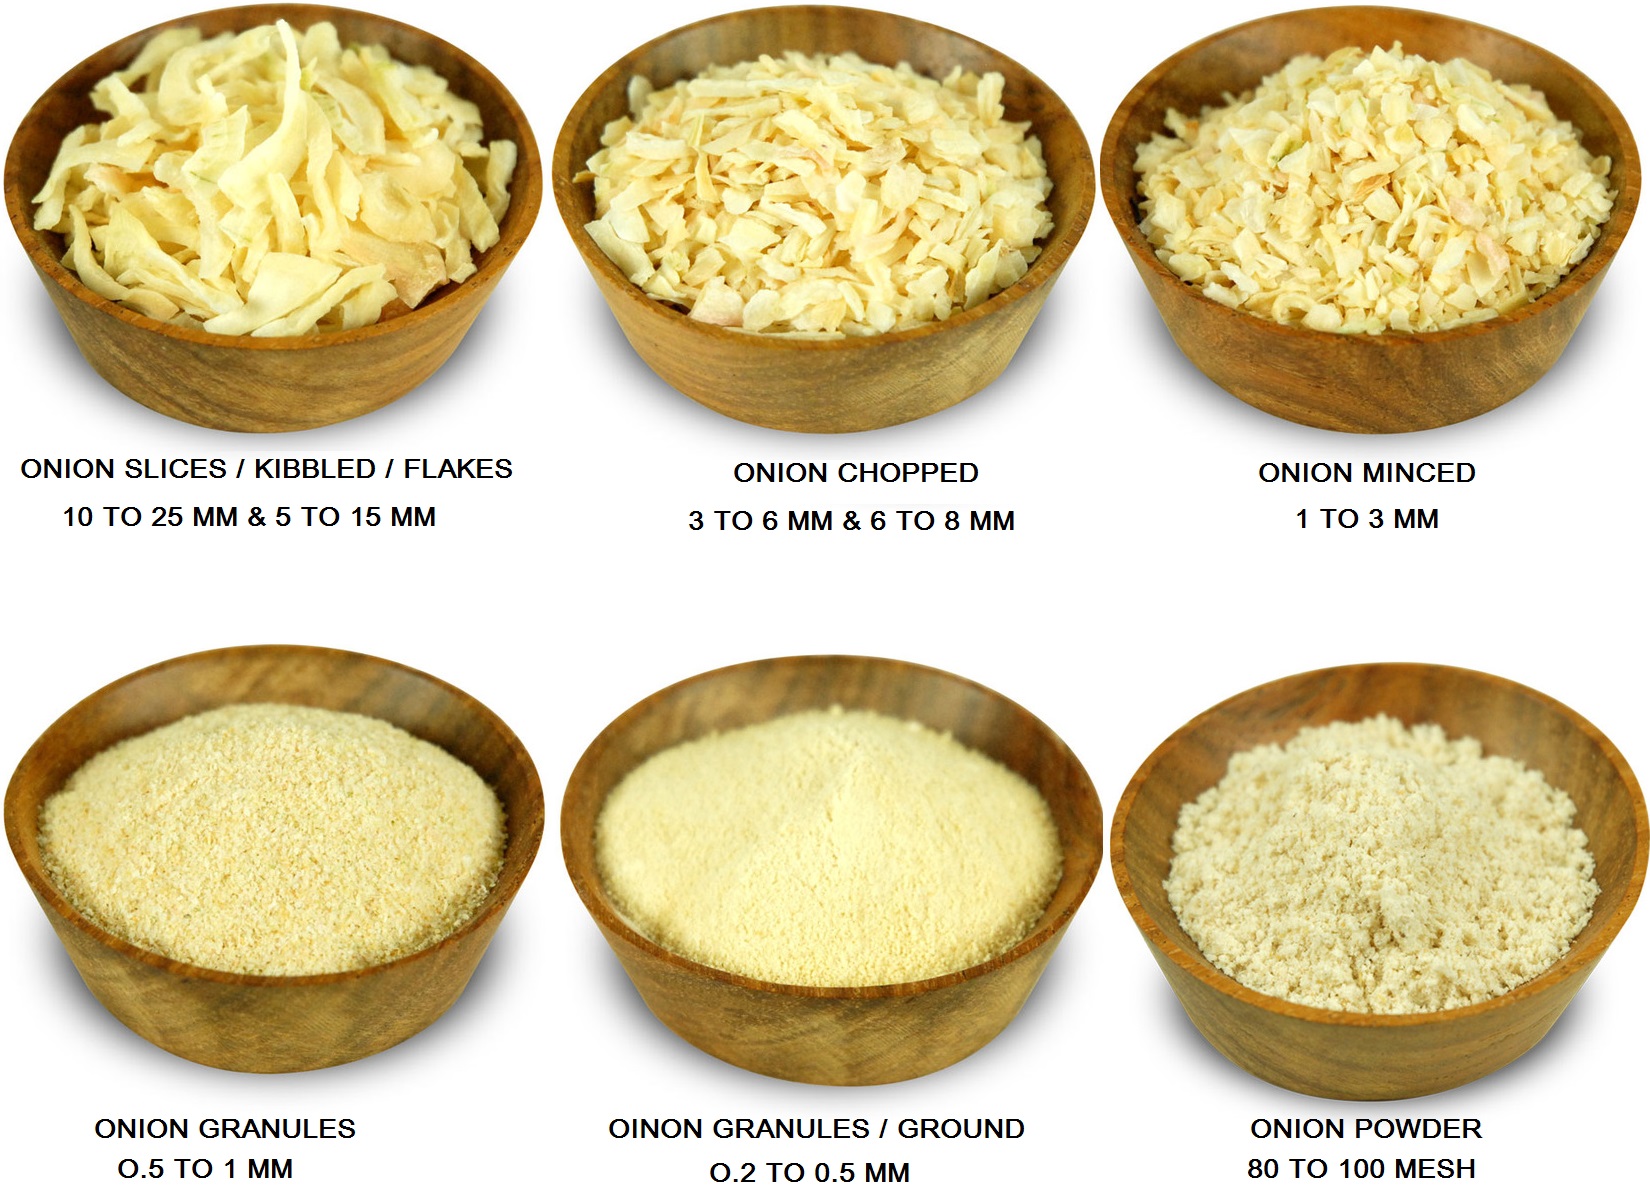 ONION SLICES / KIBBLED / FLAKES
10 TO 25 MM & 5 TO 15 MM
ONION CHOPPED
3 TO 6 MM & 6 TO 8 MM
ONION MINCED
1 TO 3 MM
ONION GRANULES
O.5 TO 1 MM
OINON GRANULES / GROUND
O.2 TO 0.5 MM
ONION POWDER
80 TO 100 MESH